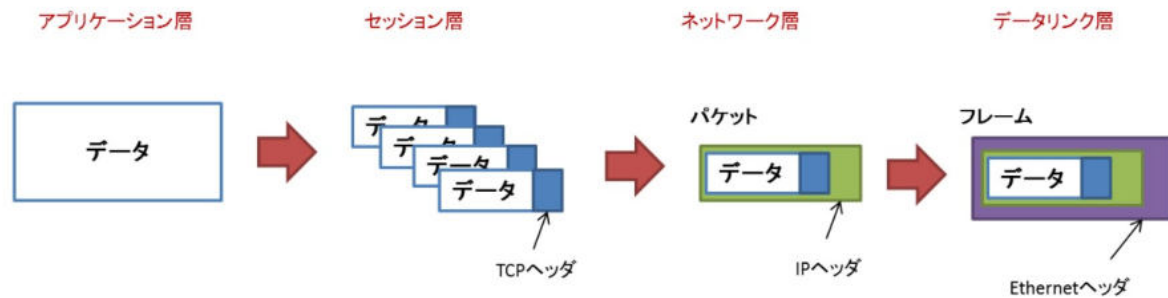 アプリケーション層
セッション層
ネットワーク層
データリンク層
データ
データ
データ
データ
データ
パケット
データ
フレーム
データ
TCPヘッダ
IPヘッダ
Ethernetヘッダ